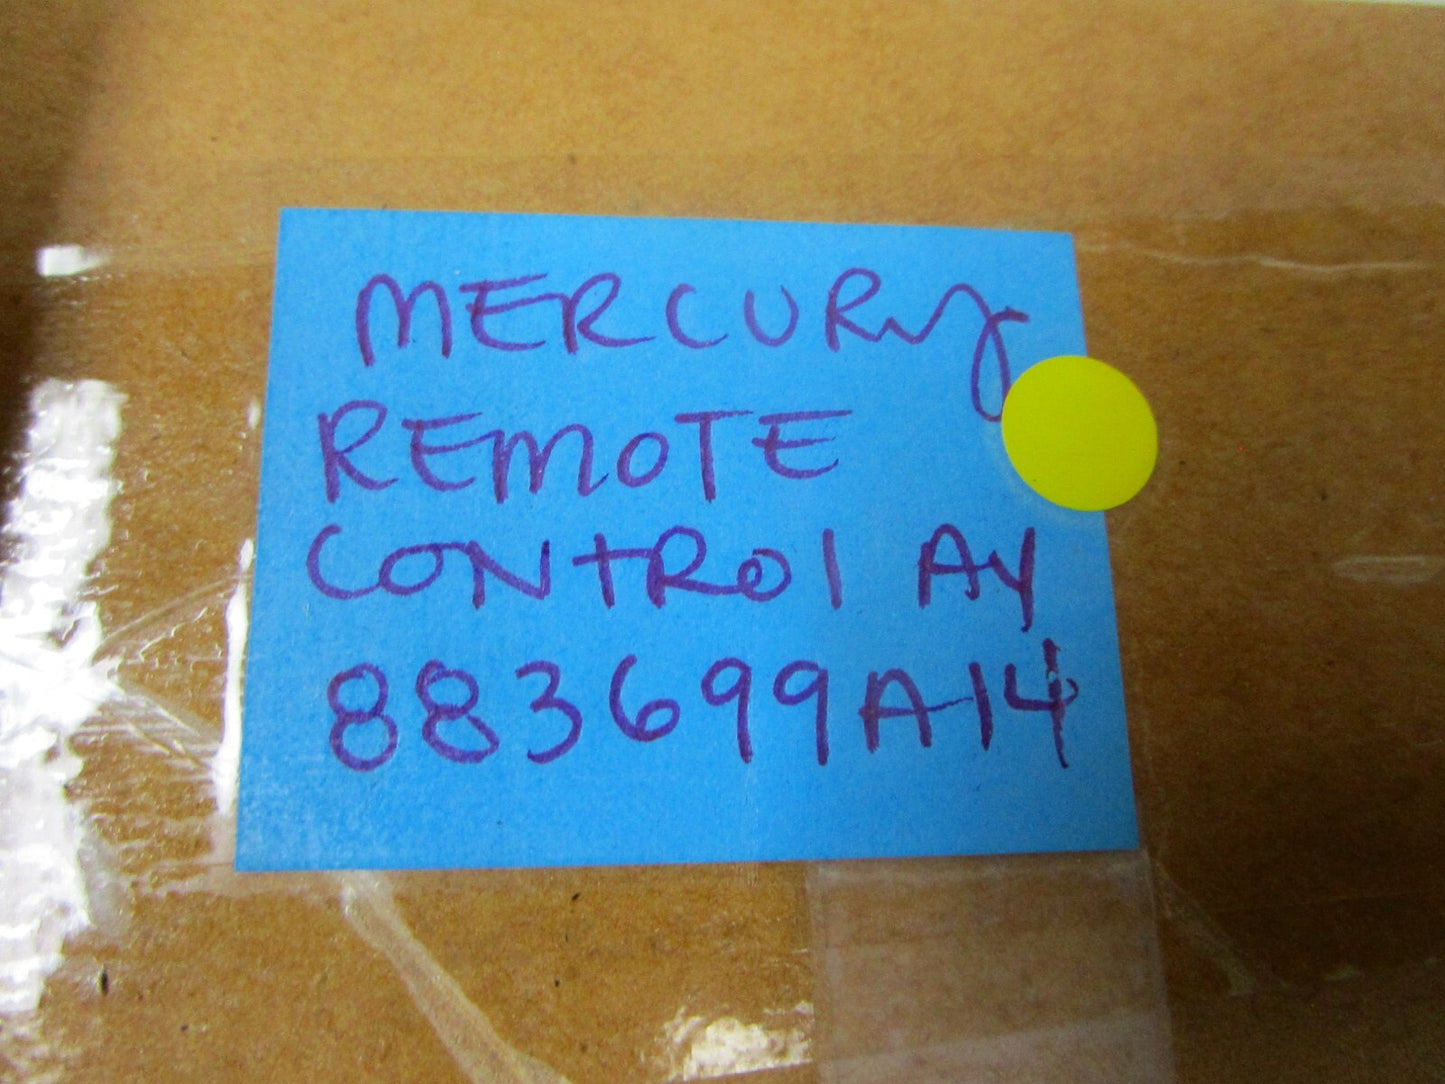 MERCURy
REMOTE
CONtROl AY
883699A14